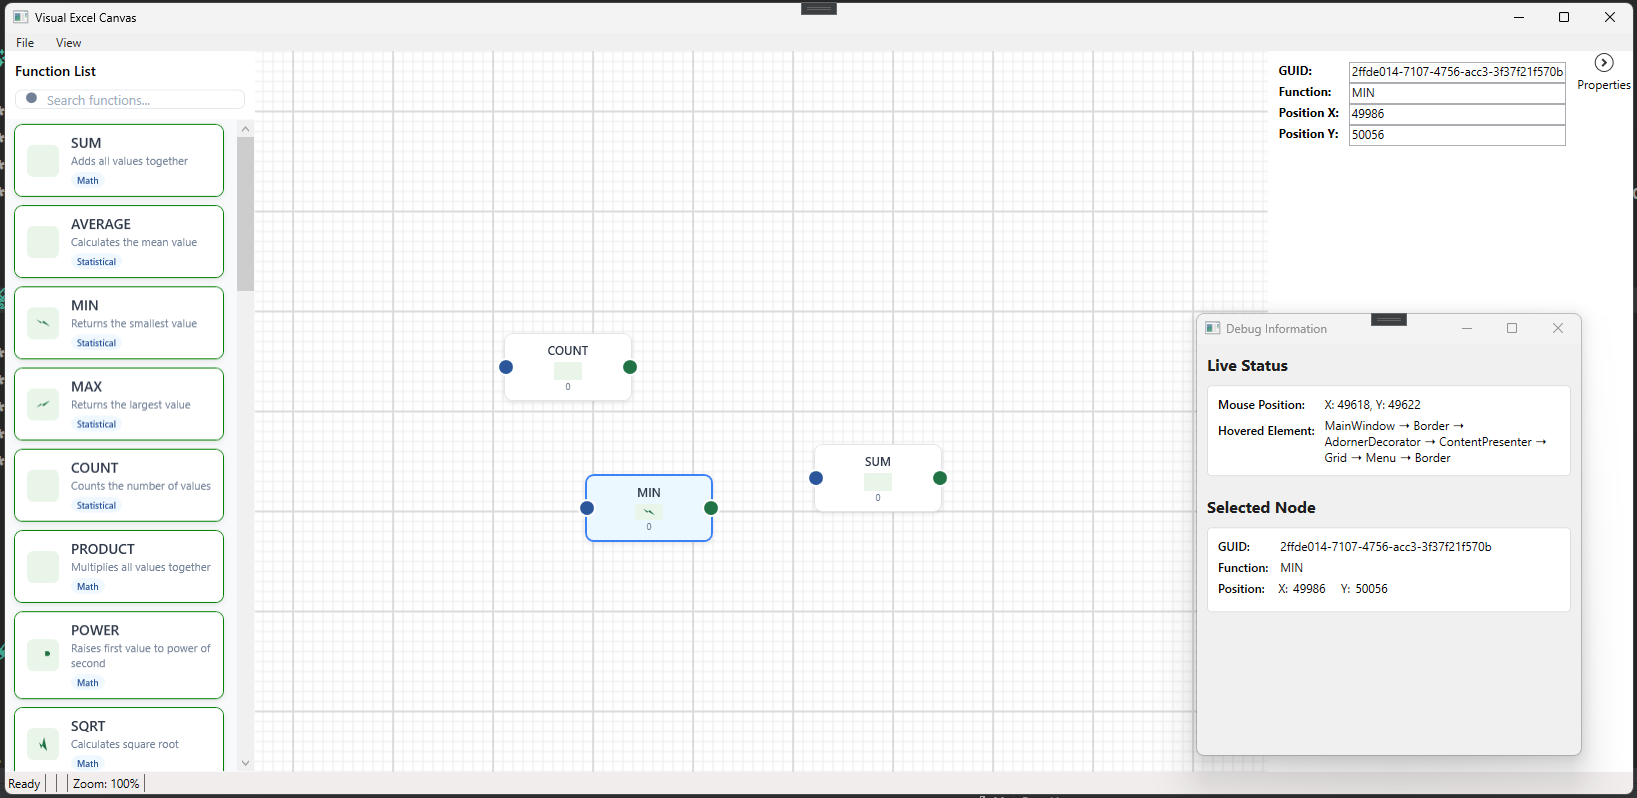 Visual Excel Canvas
File View
Function List
Search functions...
SUM
Adds all values together
Math
AVERAGE
Calculates the mean value
Statistical
MIN
Returns the smallest value
Statistical
MAX
Returns the largest value
Statistical
COUNT
Counts the number of values
Statistical
PRODUCT
Multiplies all values together
Math
POWER
Raises first value to power of
second
Math
SQRT
Calculates square root
Math
COUNT
0
MIN
0
SUM
0
GUID: 2ffde014-7107-4756-acc3-3f37f21f570b
Function: MIN
Position X: 49986
Position Y: 50056
Properties
Debug Information
Live Status
Mouse Position: X: 49618, Y: 49622
Hovered Element: MainWindow → Border →
AdornerDecorator → ContentPresenter →
Grid → Menu → Border
Selected Node
GUID: 2ffde014-7107-4756-acc3-3f37f21f570b
Function: MIN
Position: X: 49986 Y: 50056
Ready Zoom: 100%